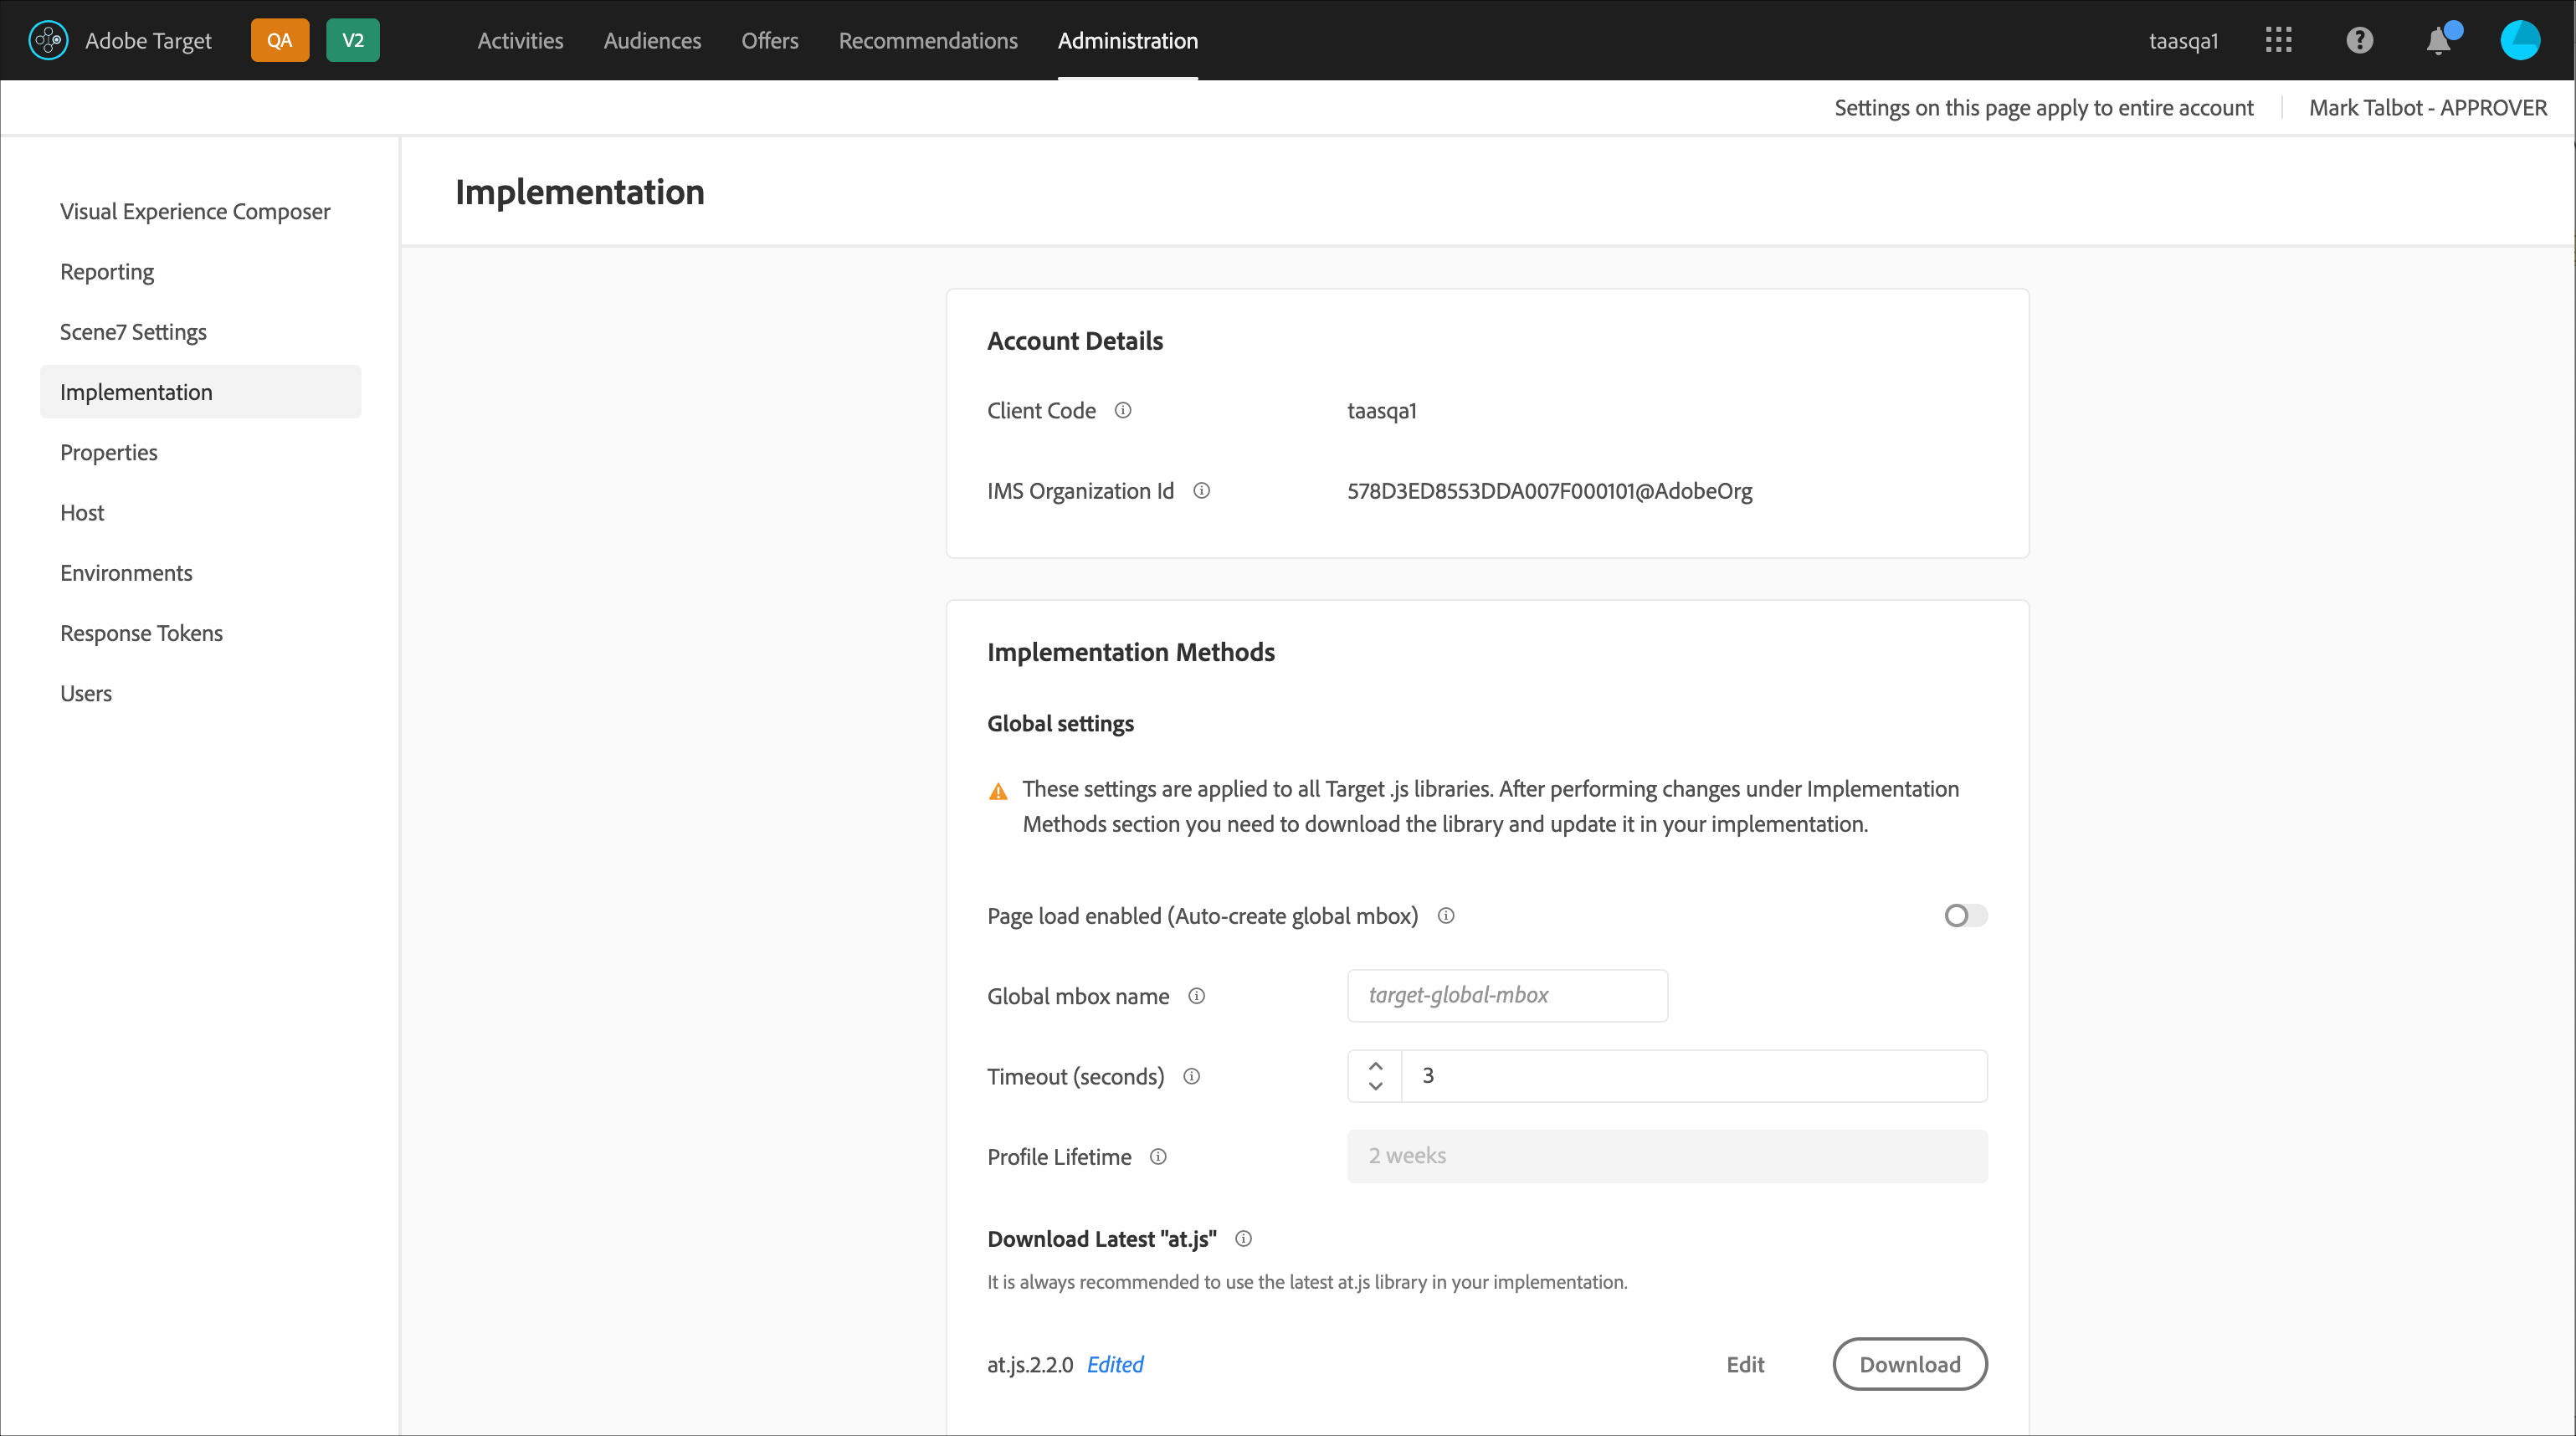 Adobe Target QA V2 Activities Audiences Offers Recommendations Administration taasqa1
Settings on this page apply to entire account Mark Talbot - APPROVER
Visual Experience Composer
Reporting
Scene7 Settings
Implementation
Properties
Host
Environments
Response Tokens
Users
Implementation
Account Details
Client Code taasqa1
IMS Organization Id 578D3ED8553DDA007F000101@AdobeOrg
Implementation Methods
Global settings
These settings are applied to all Target .js libraries. After performing changes under Implementation
Methods section you need to download the library and update it in your implementation.
Page load enabled (Auto-create global mbox)
Global mbox name target-global-mbox
Timeout (seconds) 3
Profile Lifetime 2 weeks
Download Latest "at.js"
It is always recommended to use the latest at.js library in your implementation.
at.js.2.2.0 Edited Edit Download